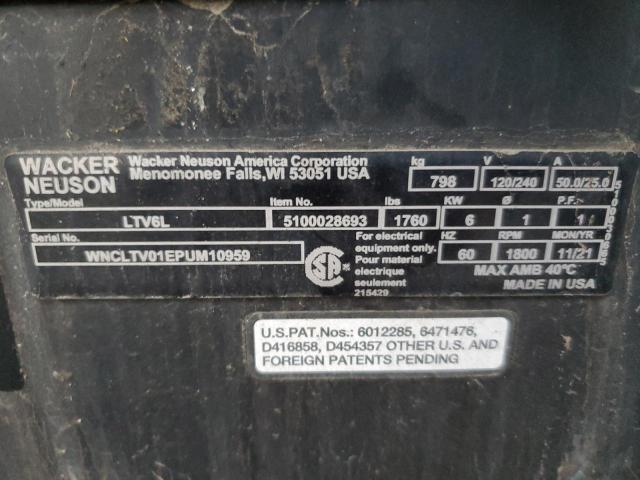 WACKER NEUSON
Wacker Neuson America Corporation
Menomonee Falls, WI 53051 USA
kg V A
798 120/240 50.0/25.0
Type/Model Item No. lbs KW Ø P.F.
LTV6L 5100028693 1760 6 1 1
Serial No. HZ RPM MON/YR
WNCLTV01EPUM10959 60 1800 11/21
SA
For electrical
equipment only.
Pour material
electrique
seulement
215429
MAX AMB 40°C
MADE IN USA
U.S.PAT.Nos: 6012285, 6471476,
D416858, D454357 OTHER U.S. AND
FOREIGN PATENTS PENDING